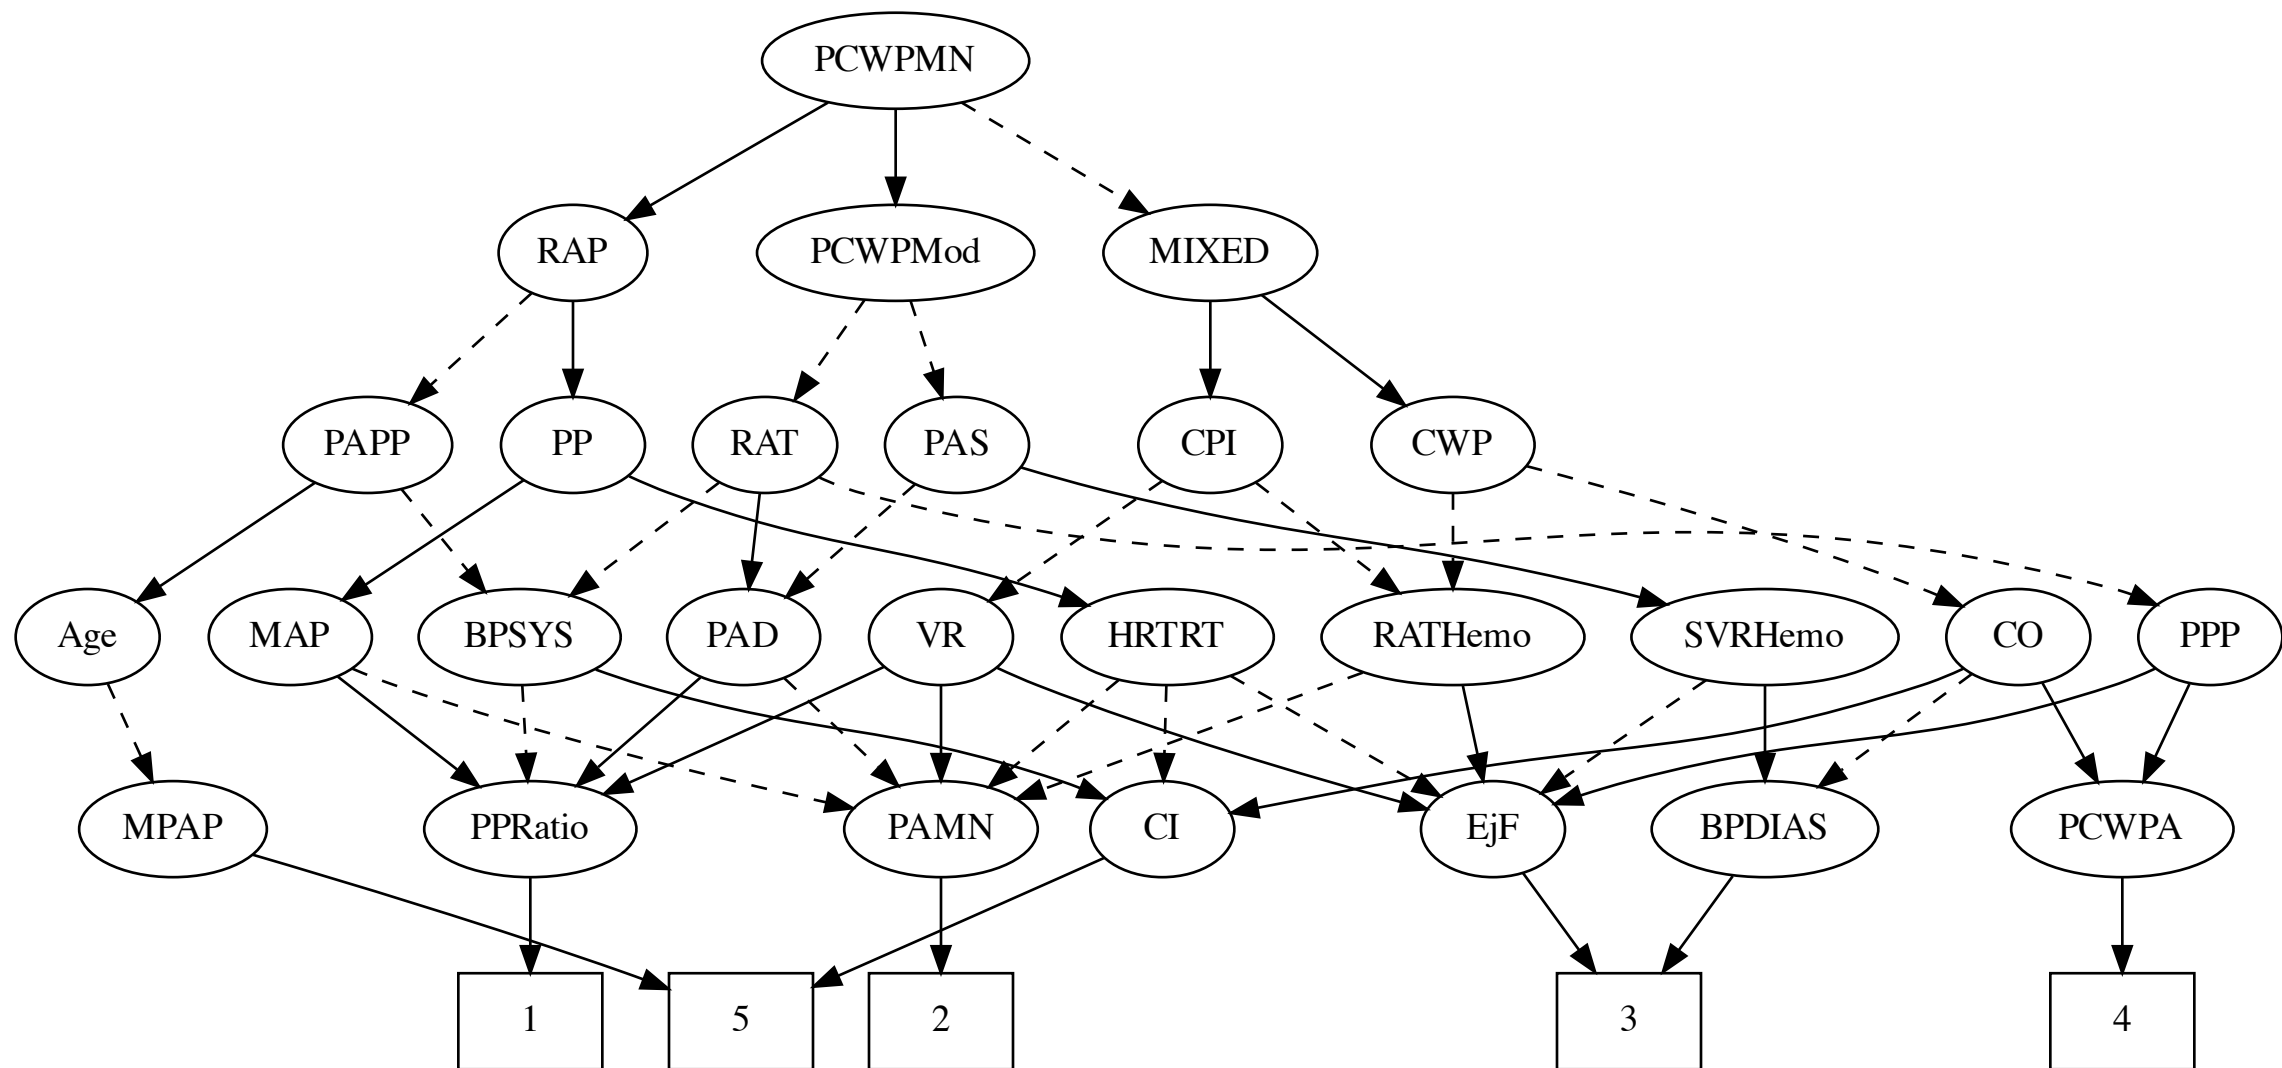 PCWPMN
RAP
PCWPMod
MIXED
PAPP
PP
RAT
PAS
CPI
CWP
Age
MAP
BPSYS
PAD
VR
HRTRT
RATHemo
SVRHemo
CO
PPP
MPAP
PPRatio
PAMN
CI
EjF
BPDIAS
PCWPA
1
5
2
3
4